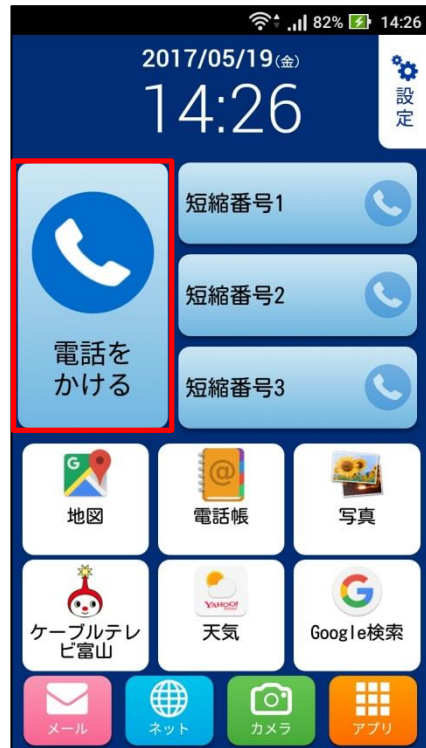 82% 14:26
2017/05/19(金)
14:26
設
定
短縮番号1
短縮番号2
短縮番号3
電話を
かける
G
地図
@
電話帳
写真
ケーブルテレ
ビ富山
YAHOO!
天気
G
Google検索
メール
ネット
カメラ
アプリ